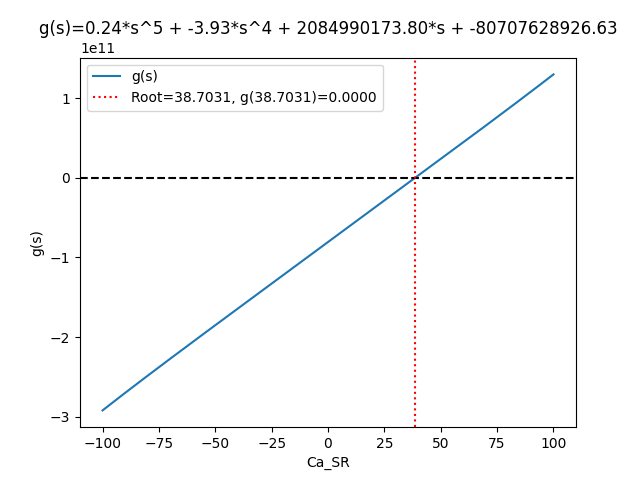 g(s)=0.24*s^5 + -3.93*s^4 + 2084990173.80*s + -80707628926.63
1e11
g(s)
Root=38.7031, g(38.7031)=0.0000
1
0
−1
−2
−3
g(s)
−100
−75
−50
−25
0
25
50
75
100
Ca_SR